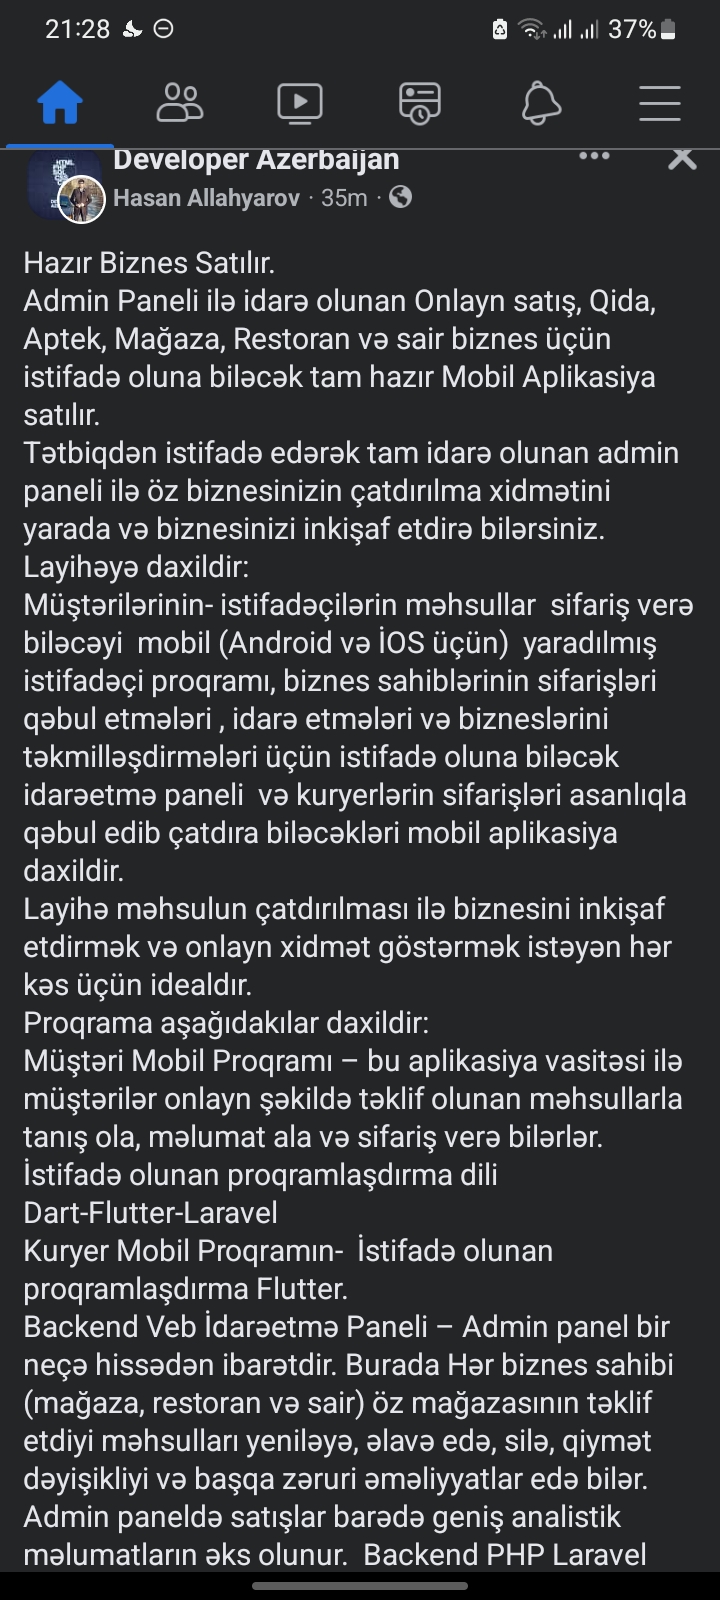 21:28
37%
Developer Azerbaijan
Hasan Allahyarov · 35m ·
Hazır Biznes Satılır.
Admin Paneli ilə idarə olunan Onlayn satış, Qida,
Aptek, Mağaza, Restoran və sair biznes üçün
istifadə oluna biləcək tam hazır Mobil Aplikasiya
satılır.
Tətbiqdən istifadə edərək tam idarə olunan admin
paneli ilə öz biznesinizin çatdırılma xidmətini
yarada və biznesinizi inkişaf etdirə bilərsiniz.
Layihəyə daxildir:
Müştərilərinin- istifadəçilərin məhsullar  sifariş verə
biləcəyi  mobil (Android və İOS üçün)  yaradılmış
istifadəçi proqramı, biznes sahiblərinin sifarişləri
qəbul etmələri , idarə etmələri və bizneslərini
təkmilləşdirmələri üçün istifadə oluna biləcək
idarəetmə paneli  və kuryerlərin sifarişləri asanlıqla
qəbul edib çatdıra biləcəkləri mobil aplikasiya
daxildir.
Layihə məhsulun çatdırılması ilə biznesini inkişaf
etdirmək və onlayn xidmət göstərmək istəyən hər
kəs üçün idealdır.
Proqrama aşağıdakılar daxildir:
Müştəri Mobil Proqramı – bu aplikasiya vasitəsi ilə
müştərilər onlayn şəkildə təklif olunan məhsullarla
tanış ola, məlumat ala və sifariş verə bilərlər.
İstifadə olunan proqramlaşdırma dili
Dart-Flutter-Laravel
Kuryer Mobil Proqramın-  İstifadə olunan
proqramlaşdırma Flutter.
Backend Veb İdarəetmə Paneli – Admin panel bir
neçə hissədən ibarətdir. Burada Hər biznes sahibi
(mağaza, restoran və sair) öz mağazasının təklif
etdiyi məhsulları yeniləyə, əlavə edə, silə, qiymət
dəyişikliyi və başqa zəruri əməliyyatlar edə bilər.
Admin paneldə satışlar barədə geniş analistik
məlumatların əks olunur.  Backend PHP Laravel